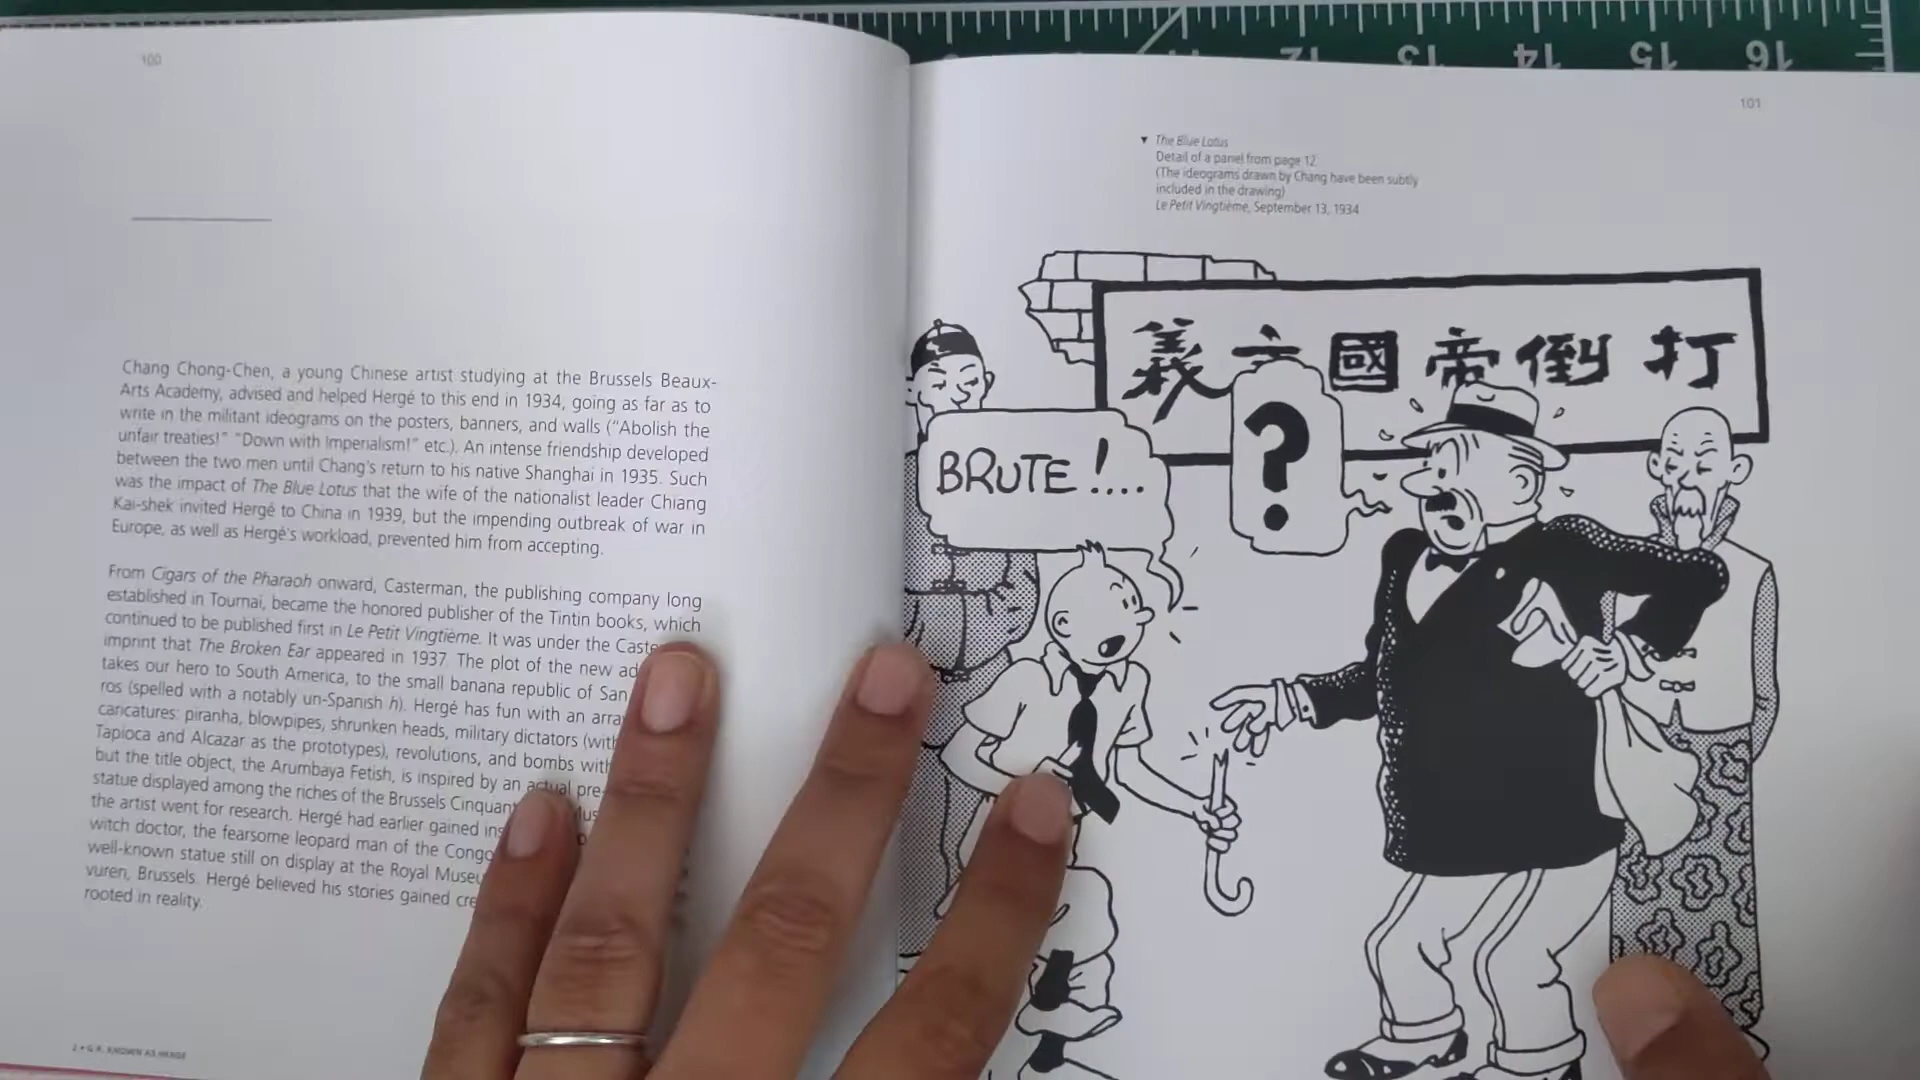 100
Chang Chong-Chen, a young Chinese artist studying at the Brussels Beaux-
Arts Academy, advised and helped Hergé to this end in 1934, going as far as to
write in the militant ideograms on the posters, banners, and walls (“Abolish the
unfair treaties!” “Down with Imperialism!” etc.). An intense friendship developed
between the two men until Chang's return to his native Shanghai in 1935. Such
was the impact of The Blue Lotus that the wife of the nationalist leader Chiang
Kai-shek invited Hergé to China in 1939, but the impending outbreak of war in
Europe, as well as Hergé's workload, prevented him from accepting.
From Cigars of the Pharaoh onward, Casterman, the publishing company long
established in Tournai, became the honored publisher of the Tintin books, which
continued to be published first in Le Petit Vingtième. It was under the Caste
imprint that The Broken Ear appeared in 1937. The plot of the new ad
takes our hero to South America, to the small banana republic of San
ros (spelled with a notably un-Spanish h). Hergé has fun with an arra
caricatures: piranha, blowpipes, shrunken heads, military dictators (with
Tapioca and Alcazar as the prototypes), revolutions, and bombs with
but the title object, the Arumbaya Fetish, is inspired by an actual pre-
statue displayed among the riches of the Brussels Cinquant Mus
the artist went for research. Hergé had earlier gained ins
witch doctor, the fearsome leopard man of the Congo
well-known statue still on display at the Royal Museu
vuren, Brussels. Hergé believed his stories gained cre
rooted in reality.
2 • G.R. KNOWN AS HERGÉ
12 13 14 15 16
101
▼ The Blue Lotus
Detail of a panel from page 12
(The ideograms drawn by Chang have been subtly
included in the drawing)
Le Petit Vingtième, September 13, 1934
打倒帝國主義
BRUTE !....
?